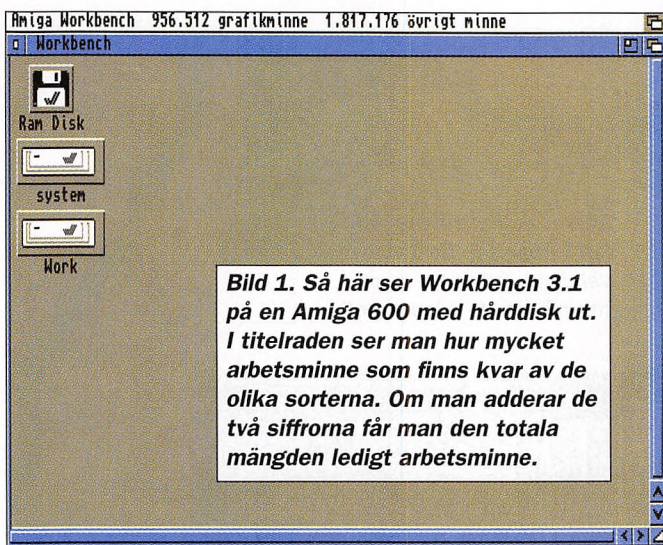 Amiga Workbench 956.512 grafikminne 1.817.176 övrigt minne
Workbench
Ram Disk
system
Work
Bild 1. Så här ser Workbench 3.1
på en Amiga 600 med hårddisk ut.
I titelraden ser man hur mycket
arbetsminne som finns kvar av de
olika sorterna. Om man adderar de
två siffrorna får man den totala
mängden ledigt arbetsminne.